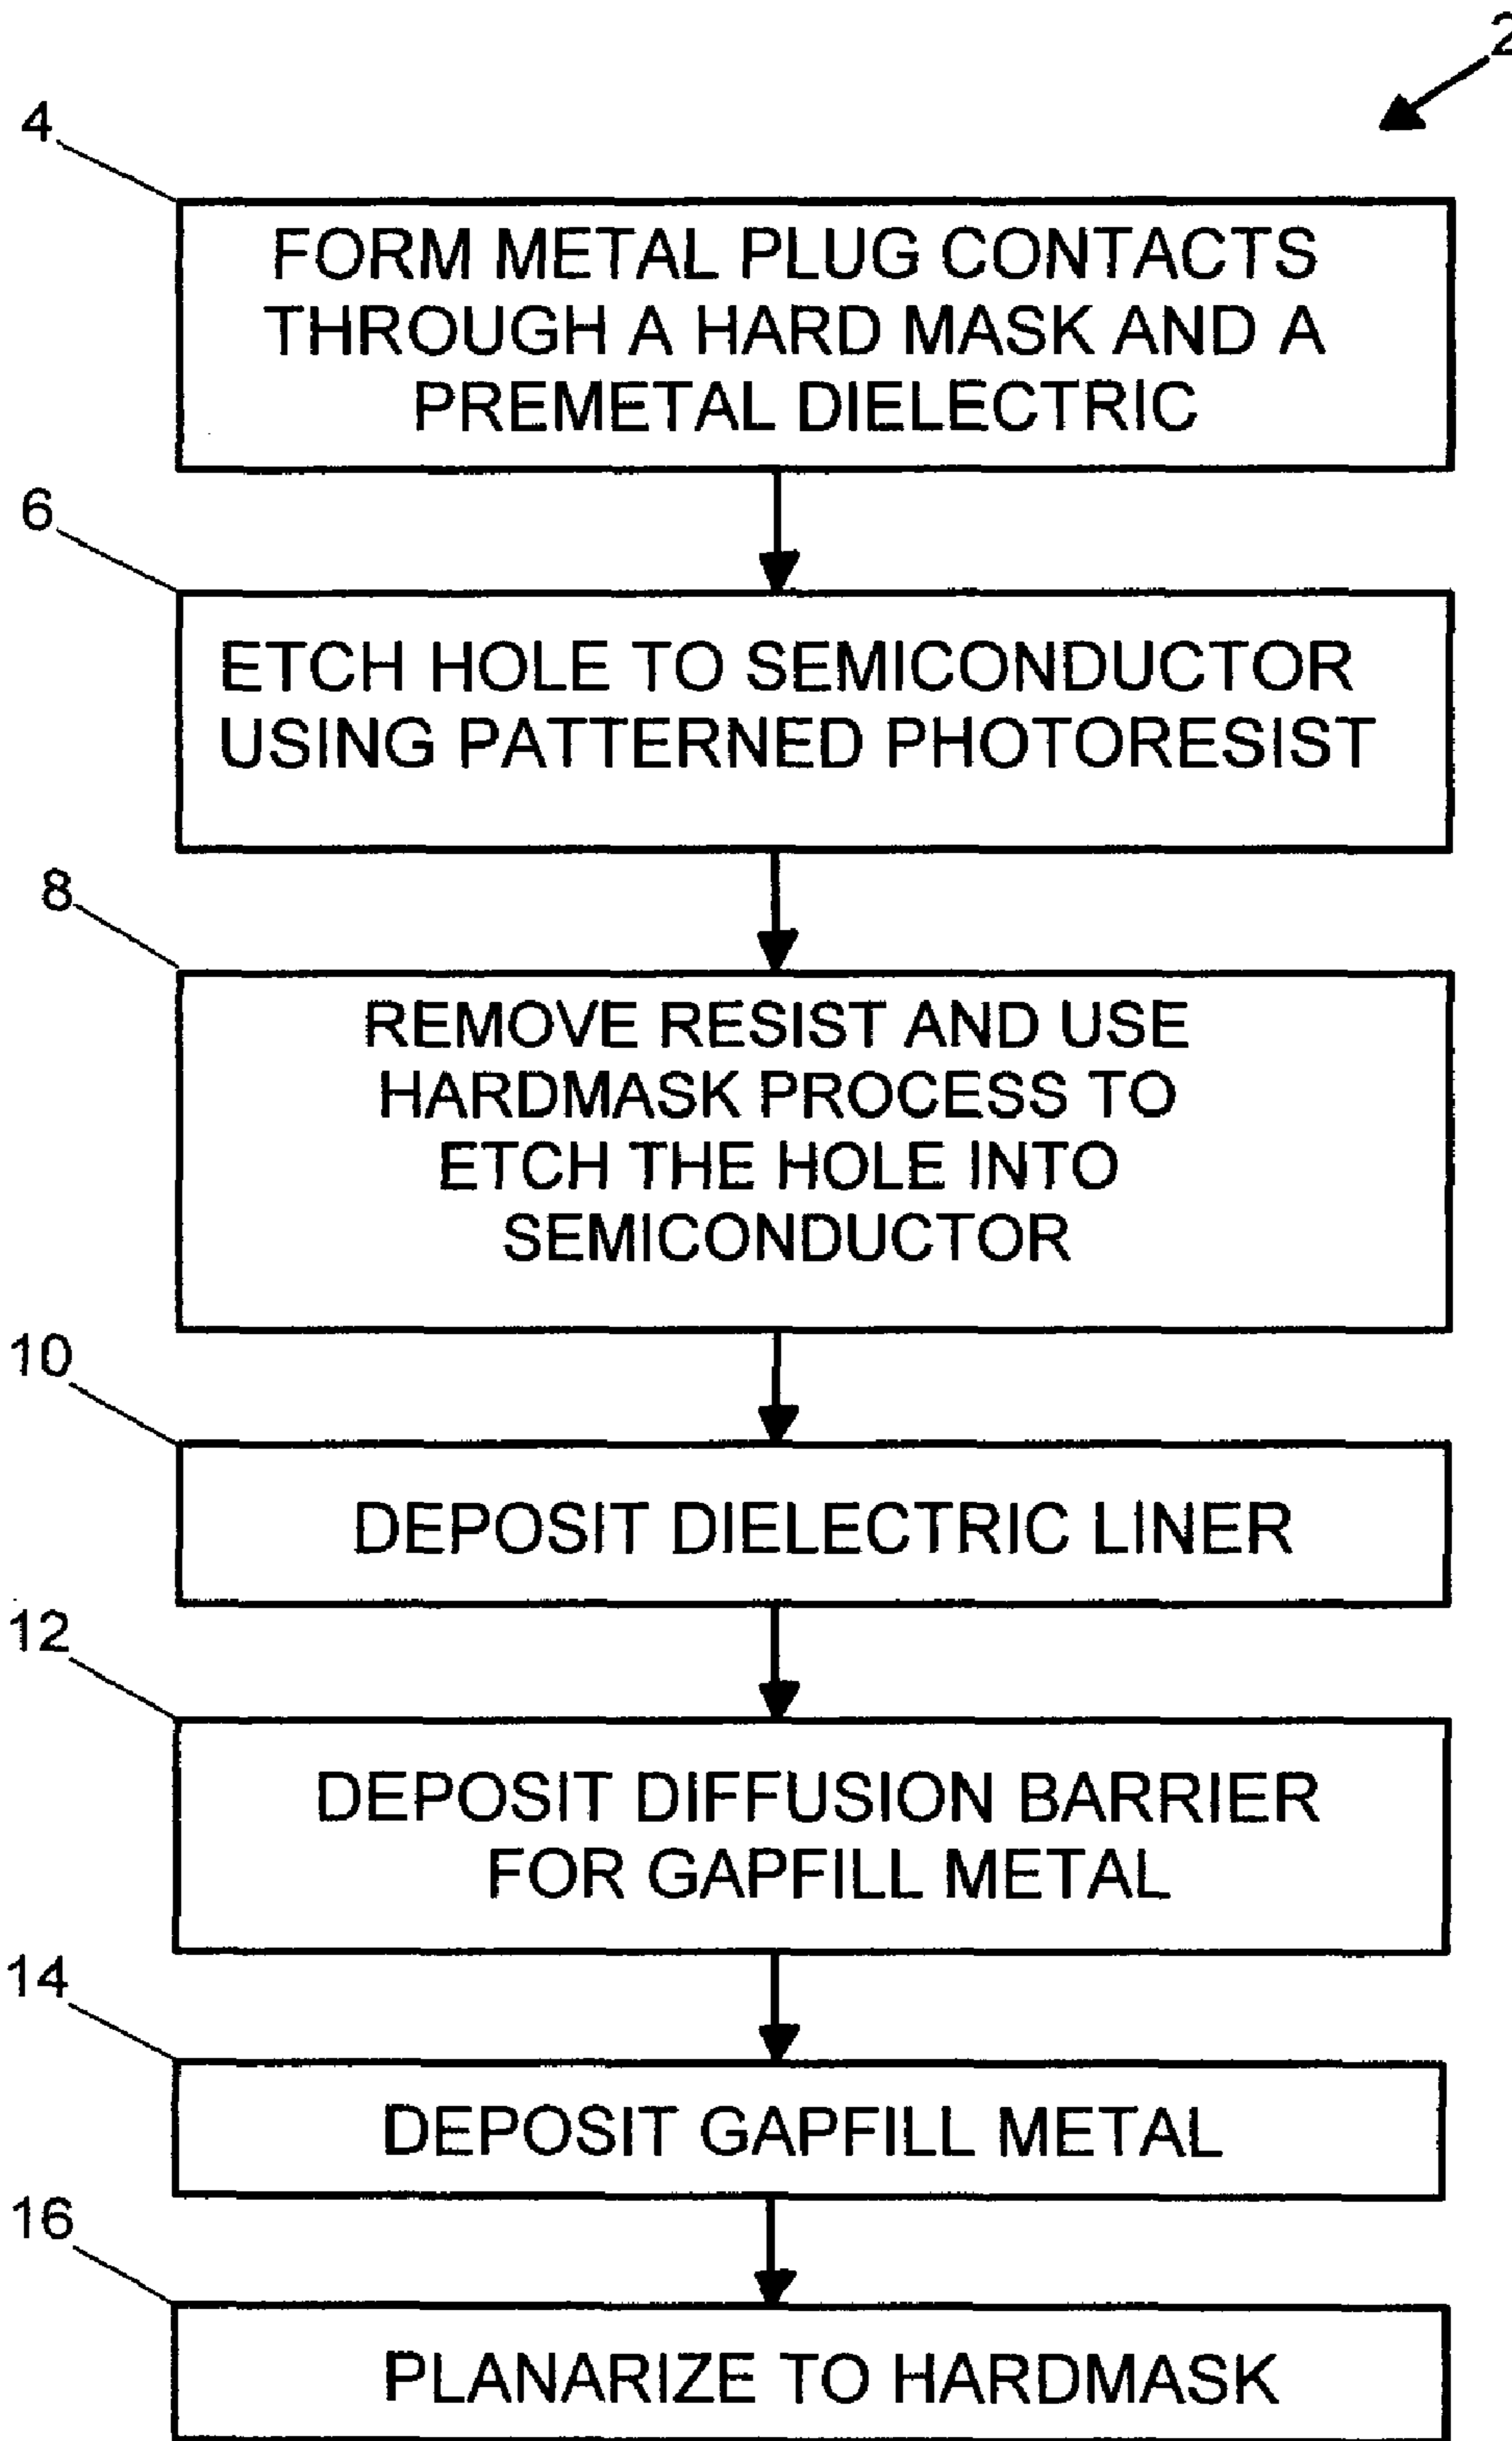 2
4
FORM METAL PLUG CONTACTS
THROUGH A HARD MASK AND A
PREMETAL DIELECTRIC
6
ETCH HOLE TO SEMICONDUCTOR
USING PATTERNED PHOTORESIST
8
REMOVE RESIST AND USE
HARDMASK PROCESS TO
ETCH THE HOLE INTO
SEMICONDUCTOR
10
DEPOSIT DIELECTRIC LINER
12
DEPOSIT DIFFUSION BARRIER
FOR GAPFILL METAL
14
DEPOSIT GAPFILL METAL
16
PLANARIZE TO HARDMASK